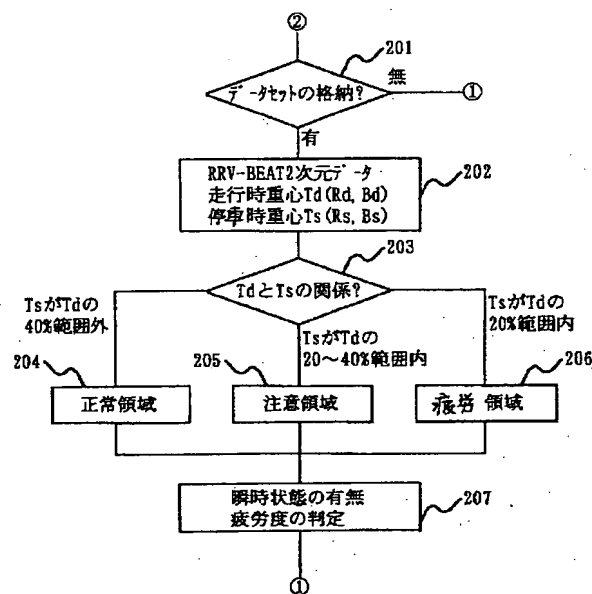 ②
201
データセットの格納?
無
①
有
RRV-BEAT2次元データ
走行時重心Td(Rd, Bd)
停車時重心Ts(Rs, Bs)
202
203
TdとTsの関係?
TsがTdの
40%範囲外
TsがTdの
20〜40%範囲内
TsがTdの
20%範囲内
204
正常領域
205
注意領域
206
疲労 領域
瞬時状態の有無
疲労度の判定
207
①